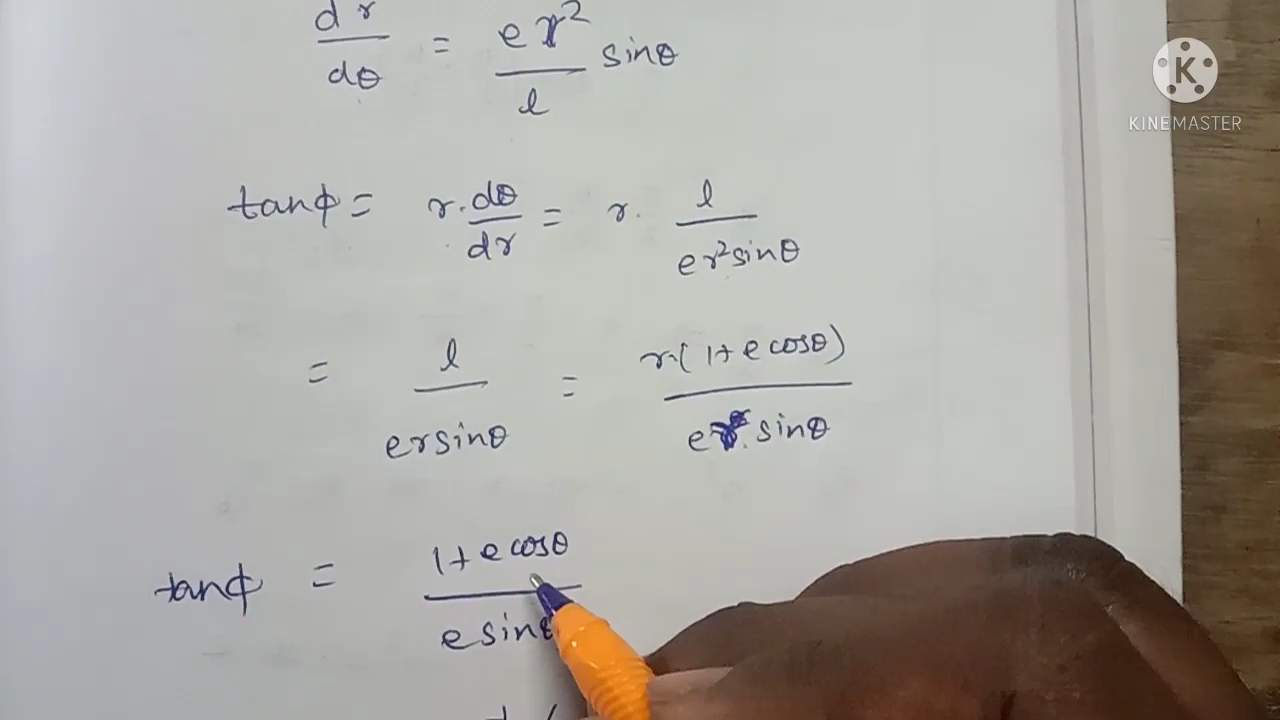 dr/dθ = er²/l sinθ
KINEMASTER
tanϕ = r.dθ/dr = r. l/er²sinθ
= l/ersinθ = r.(1+e cosθ)/er sinθ
tanϕ = 1+e cosθ/e sinθ